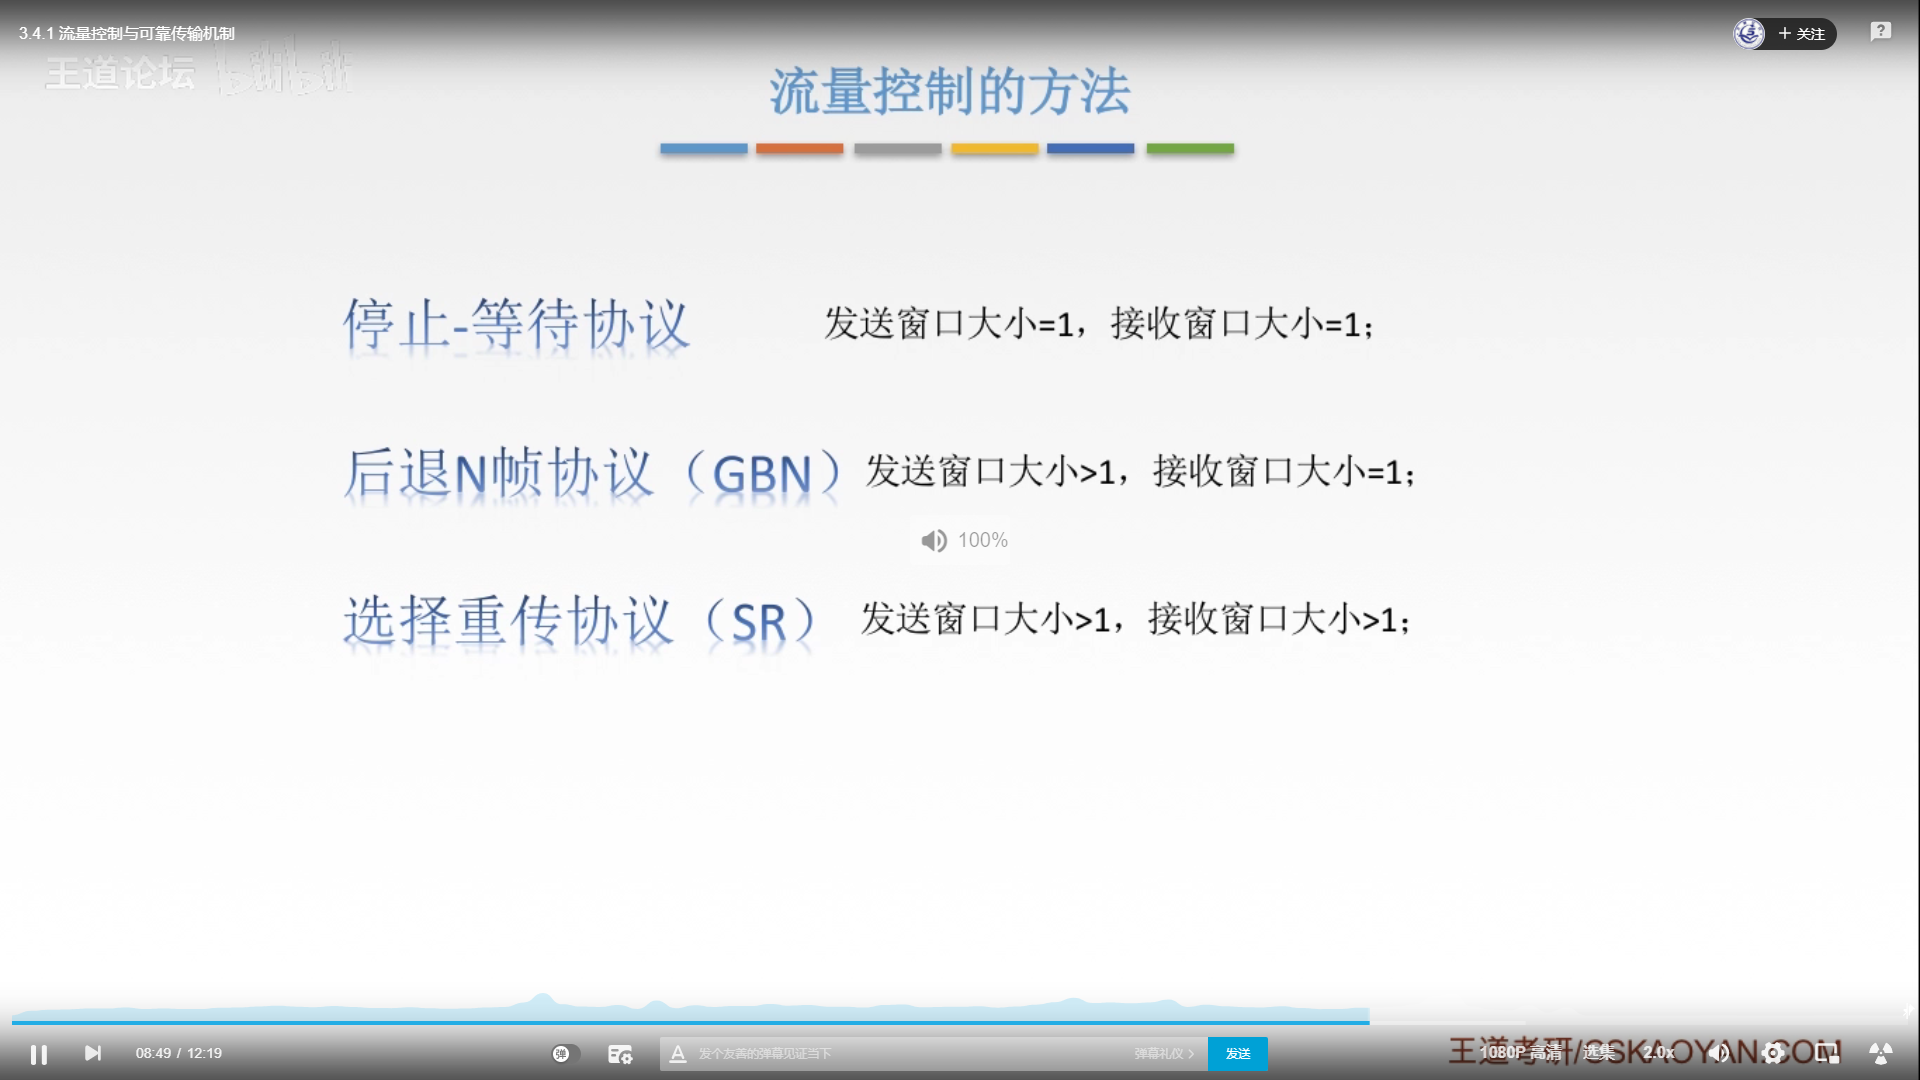 3.4.1 流量控制与可靠传输机制
+ 关注
王道论坛 bilibili
流量控制的方法
停止-等待协议 发送窗口大小=1，接收窗口大小=1；
后退N帧协议（GBN） 发送窗口大小>1，接收窗口大小=1；
100%
选择重传协议（SR） 发送窗口大小>1，接收窗口大小>1；
08:49 / 12:19
弹
A 发个友善的弹幕见证当下
弹幕礼仪 >
发送
王道考研/CSKAOYAN.COM
1080P 高清 选集 2.0x